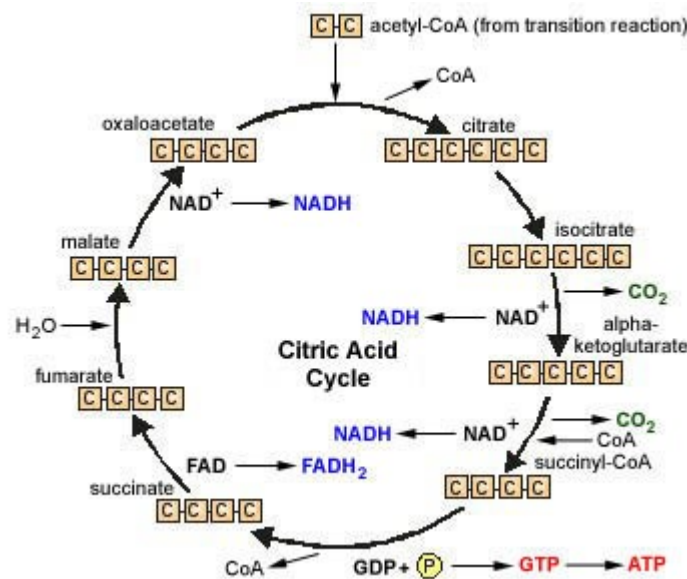 C C acetyl-CoA (from transition reaction)
CoA
oxaloacetate
citrate
C C C C
C C C C C C
NAD+ NADH
malate
isocitrate
C C C C
C C C C C C
CO2
H2O
NADH NAD+
alpha-
ketoglutarate
Citric Acid
Cycle
fumarate
C C C C C
C C C C
CO2
NADH NAD+
CoA
succinyl-CoA
FAD FADH2
succinate
C C C C
C C C C
CoA
GDP+ P GTP ATP